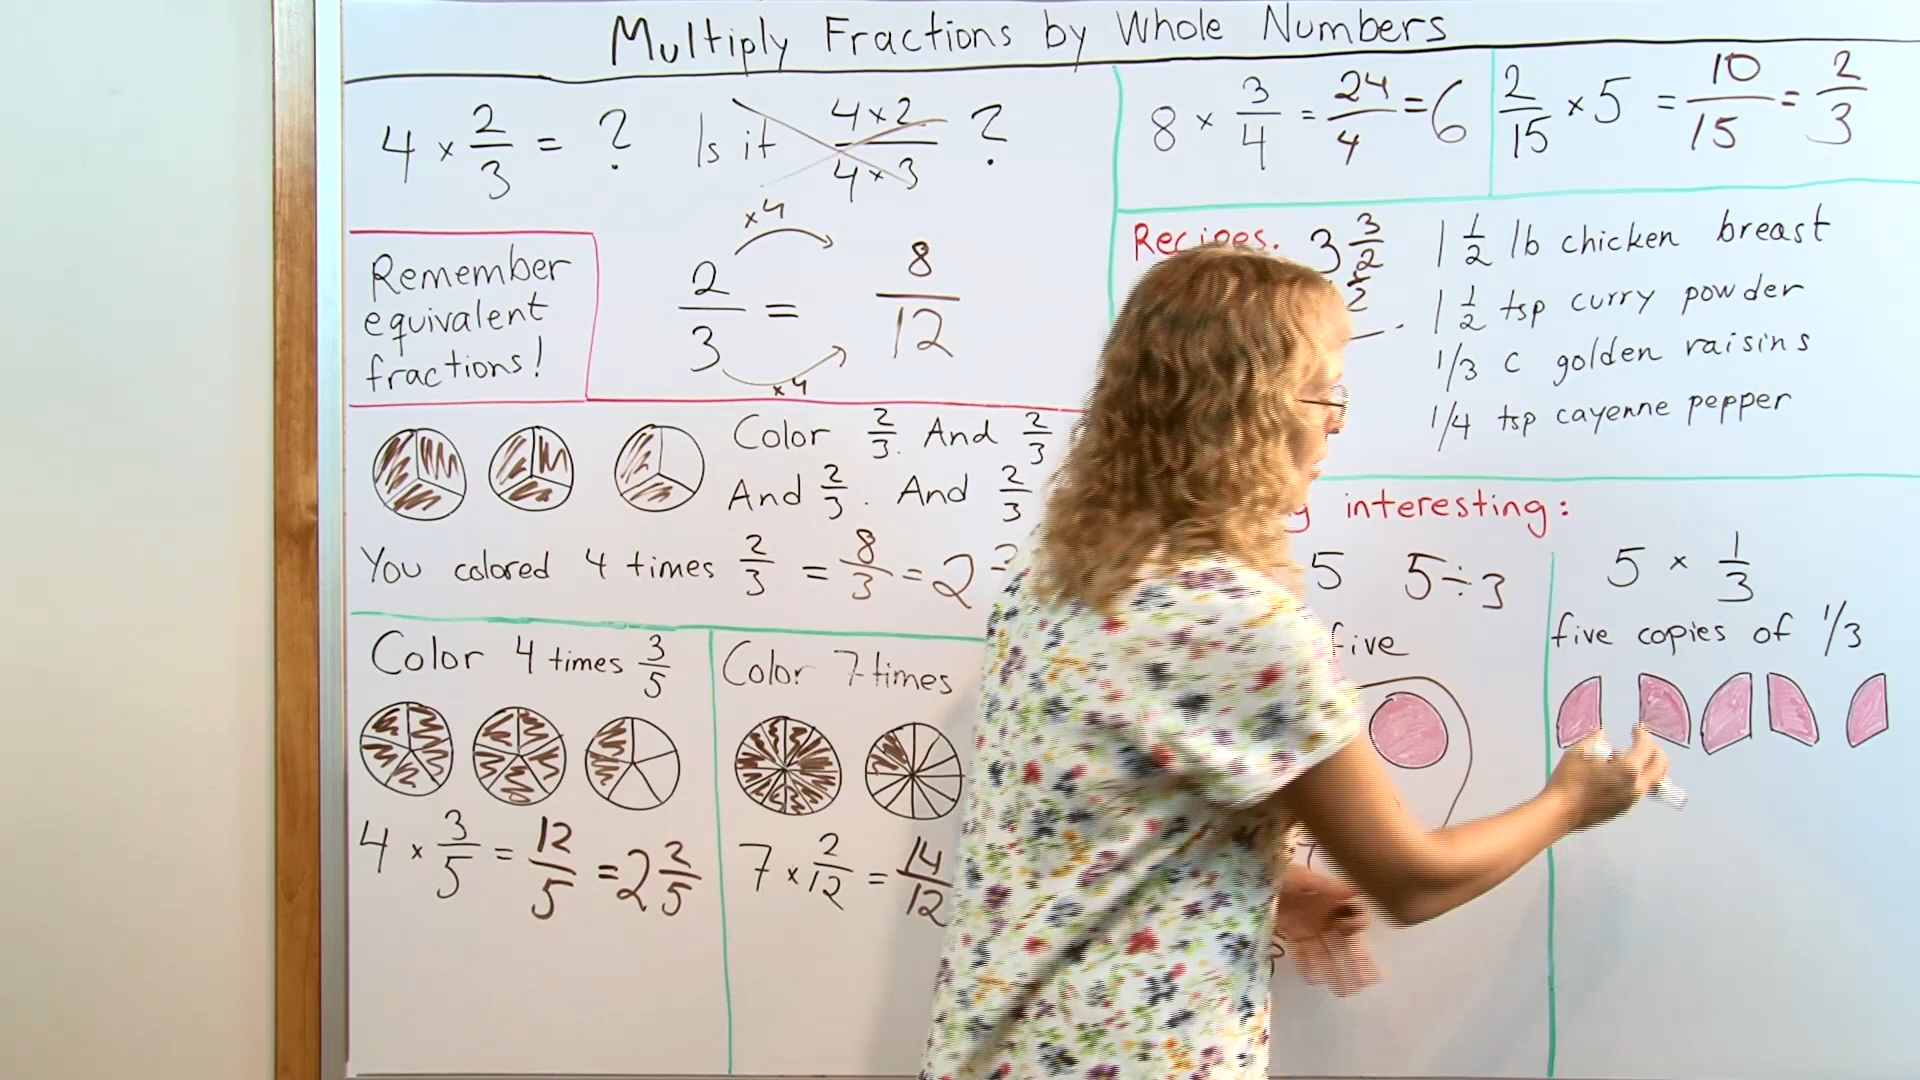 Multiply Fractions by Whole Numbers
4 × 2/3 = ? Is it 4×2/4×3 ?
×4
2/3 = 8/12
×4
Remember
equivalent
fractions!
Color 2/3. And 2/3
And 2/3. And 2/3
You colored 4 times 2/3 = 8/3 = 2
Color 4 times 3/5
4 × 3/5 = 12/5 = 2 2/5
Color 7 times
7 × 2/12 = 14/12
8 × 3/4 = 24/4 = 6
2/15 × 5 = 10/15 = 2/3
Recipes. 3 3/2
1 1/2 lb chicken breast
1 1/2 tsp curry powder
1/3 c golden raisins
1/4 tsp cayenne pepper
interesting:
5 5÷3
five
5 × 1/3
five copies of 1/3